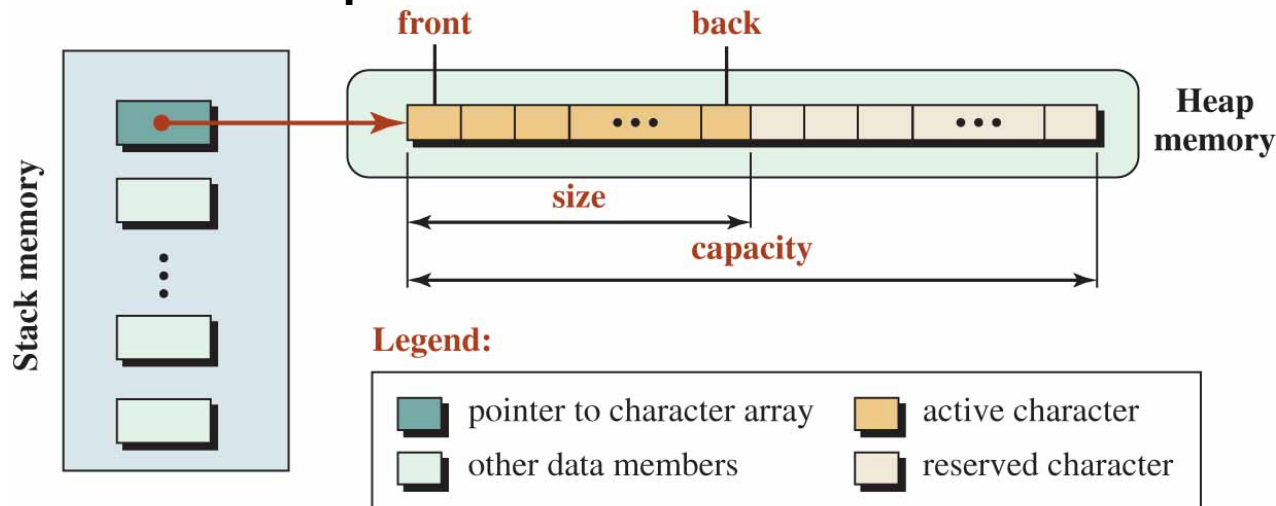 front back
Heap
memory
size
capacity
Stack memory
Legend:
pointer to character array active character
other data members reserved character